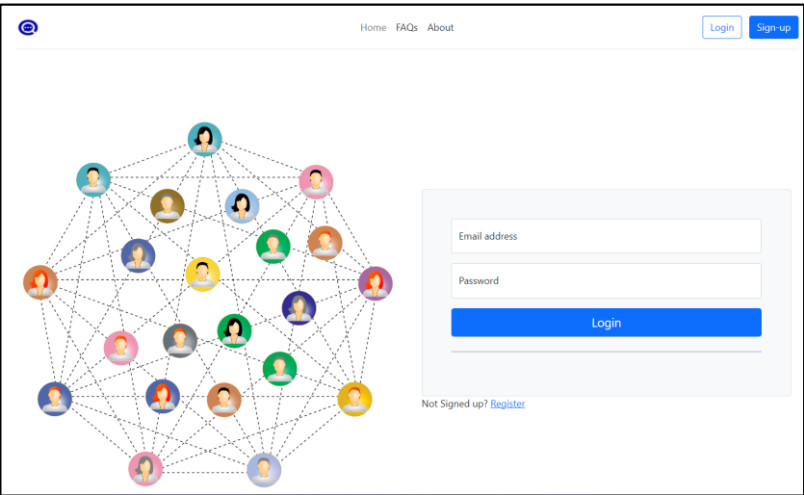 Home FAQs About
Login Sign-up
Email address
Password
Login
Not Signed up? Register